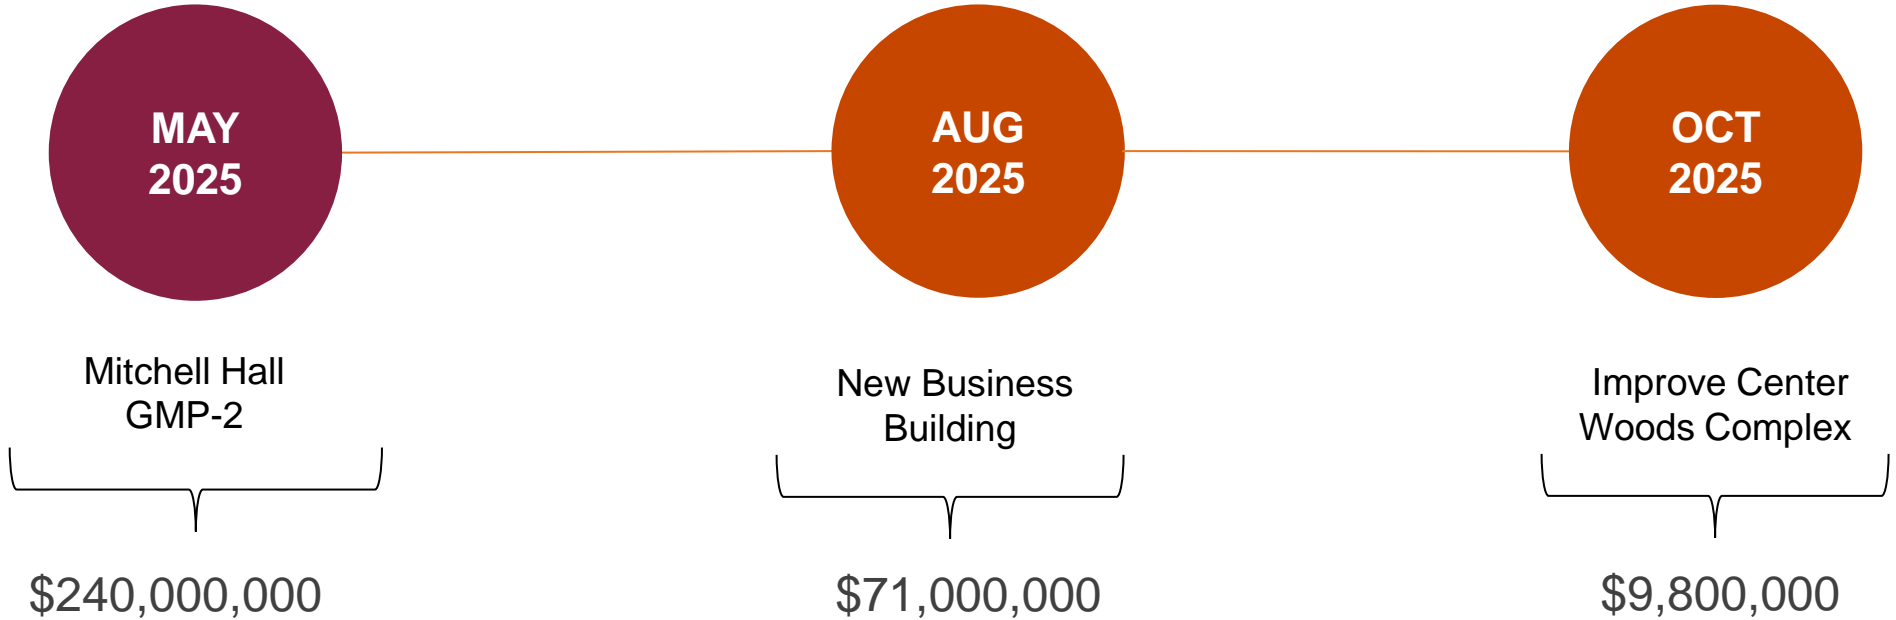 MAY
2025
Mitchell Hall
GMP-2
$240,000,000
AUG
2025
New Business
Building
$71,000,000
OCT
2025
Improve Center
Woods Complex
$9,800,000